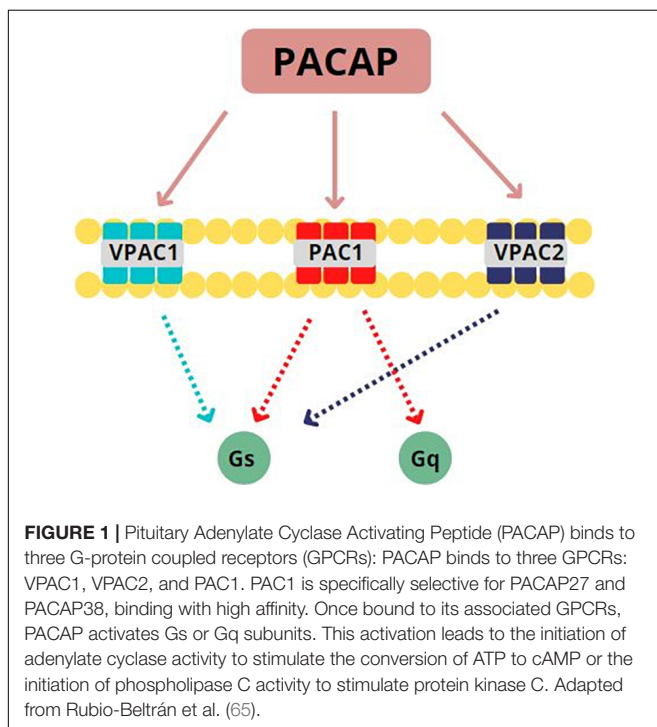 PACAP
VPAC1
PAC1
VPAC2
Gs
Gq
FIGURE 1 | Pituitary Adenylate Cyclase Activating Peptide (PACAP) binds to
three G-protein coupled receptors (GPCRs): PACAP binds to three GPCRs:
VPAC1, VPAC2, and PAC1. PAC1 is specifically selective for PACAP27 and
PACAP38, binding with high affinity. Once bound to its associated GPCRs,
PACAP activates Gs or Gq subunits. This activation leads to the initiation of
adenylate cyclase activity to stimulate the conversion of ATP to cAMP or the
initiation of phospholipase C activity to stimulate protein kinase C. Adapted
from Rubio-Beltrán et al. (65).